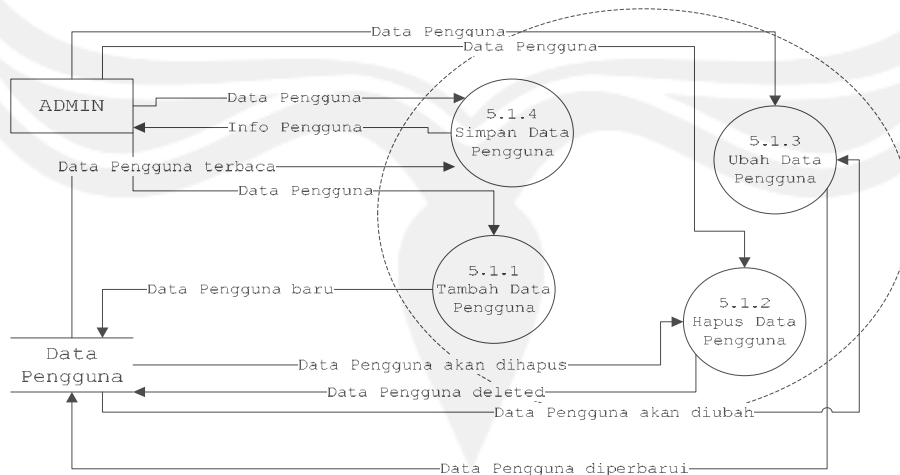 Data Pengguna
Data Pengguna
ADMIN
Data Pengguna
Info Pengguna
Data Pengguna terbaca
Data Pengguna
5.1.4
Simpan Data
Pengguna
5.1.3
Ubah Data
Pengguna
5.1.1
Tambah Data
Pengguna
Data Pengguna baru
5.1.2
Hapus Data
Pengguna
Data
Pengguna
Data Pengguna akan dihapus
Data Pengguna deleted
Data Pengguna akan diubah
Data Pengguna diperbarui